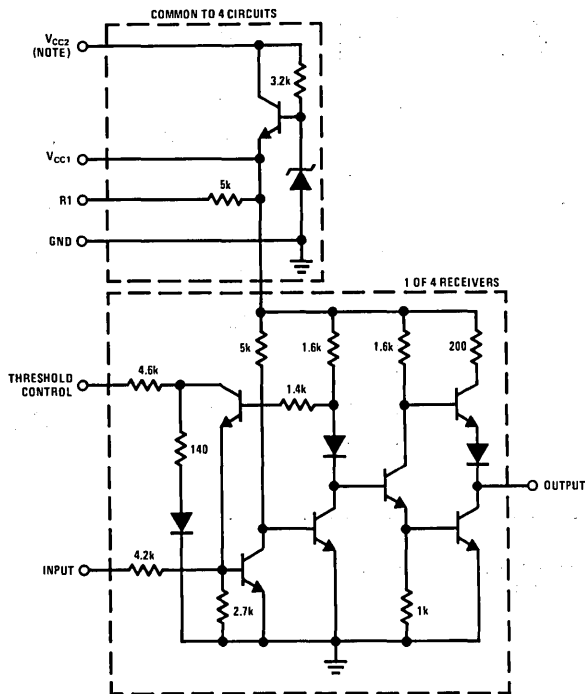 COMMON TO 4 CIRCUITS
VCC2
(NOTE)
3.2k
VCC1
R1
5k
GND
1 OF 4 RECEIVERS
5k
1.6k
1.6k
200
THRESHOLD
CONTROL
4.6k
1.4k
140
OUTPUT
INPUT
4.2k
2.7k
1k